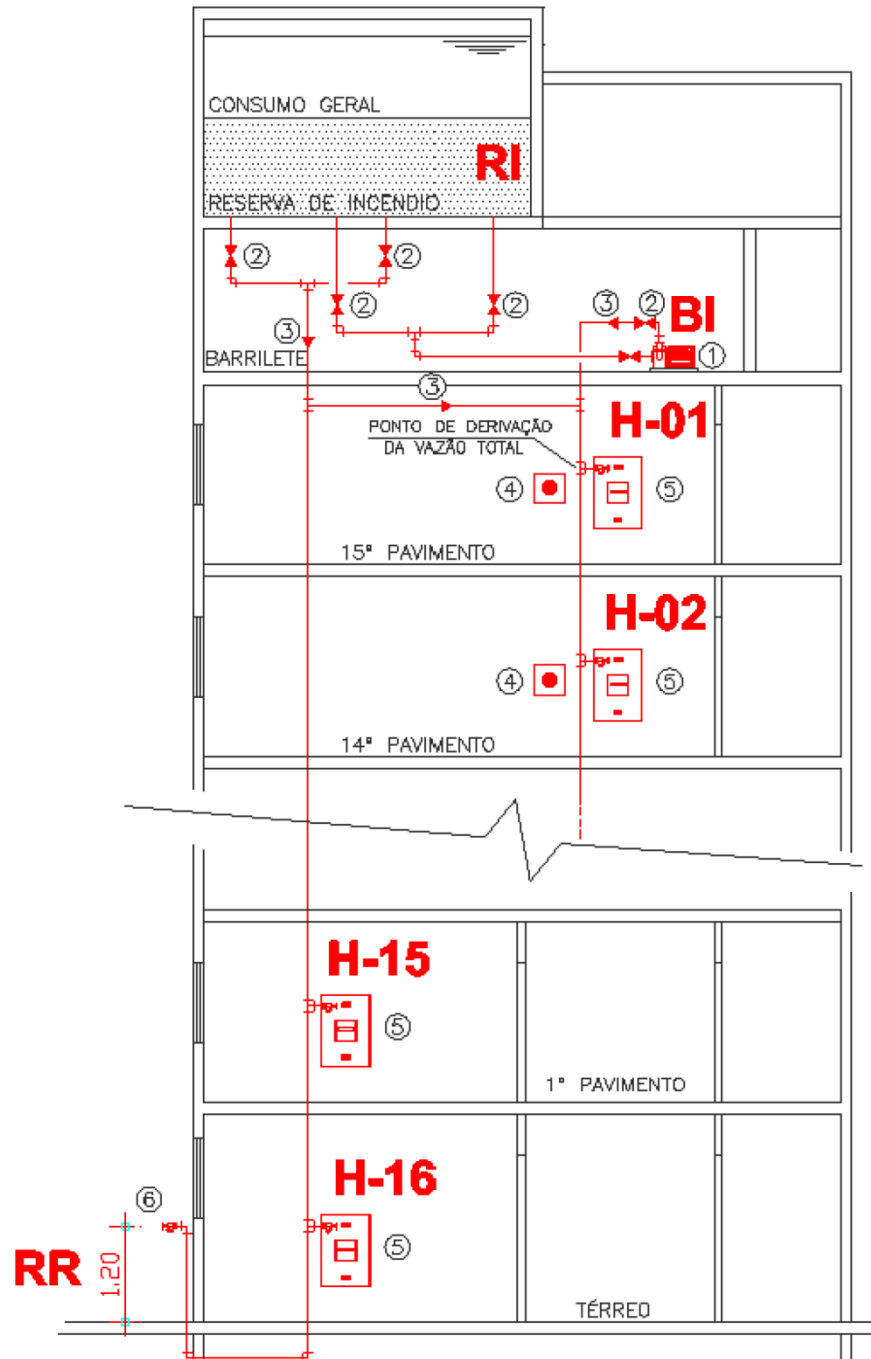 CONSUMO GERAL
RI
RESERVA DE INCENDIO
2
2
2
2
3
2
BI
3
1
BARRILETE
3
H-01
PONTO DE DERIVAÇÃO
DA VAZÃO TOTAL
4
5
15º PAVIMENTO
H-02
4
5
14º PAVIMENTO
H-15
5
1º PAVIMENTO
H-16
6
5
RR
1.20
TÉRREO